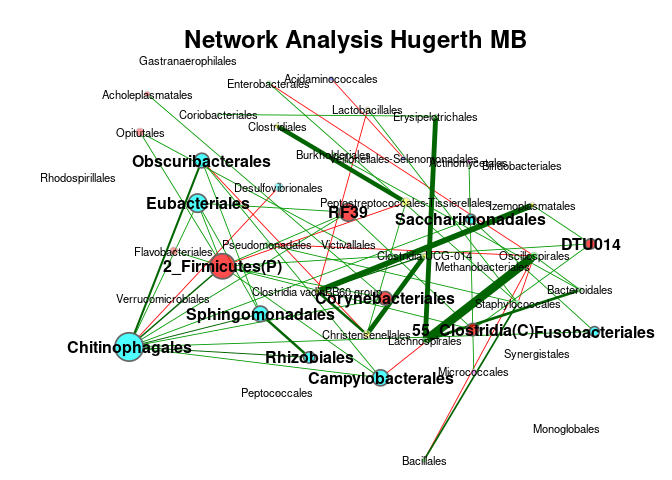 Network Analysis Hugerth MB
Gastranaerophilales
Enterobacterales
Acidaminococcales
Acholeplasmatales
Coriobacteriales
Lactobacillales
Erysipelotrichales
Opitutales
Clostridiales
Obscuribacterales
Burkholderiales
Veillonellales-Selenomonadales
Actinomycetales
Bifidobacteriales
Rhodospirillales
Desulfovibrionales
Eubacteriales
Peptostreptococcales-Tissierellales
RF39
Saccharimonadales
Izemoplasmatales
Flavobacteriales
Pseudomonadales
Victivallales
DTU014
2_Firmicutes(P)
Clostridia UCG-014
Oscillospirales
Methanobacteriales
Verrucomicrobiales
Clostridia vadinBB60 group
Corynebacteriales
Bacteroidales
Sphingomonadales
Staphylococcales
Christensenellales
55_Clostridia(C)
Fusobacteriales
Chitinophagales
Rhizobiales
Lachnospirales
Synergistales
Campylobacterales
Micrococcales
Peptococcales
Monoglobales
Bacillales